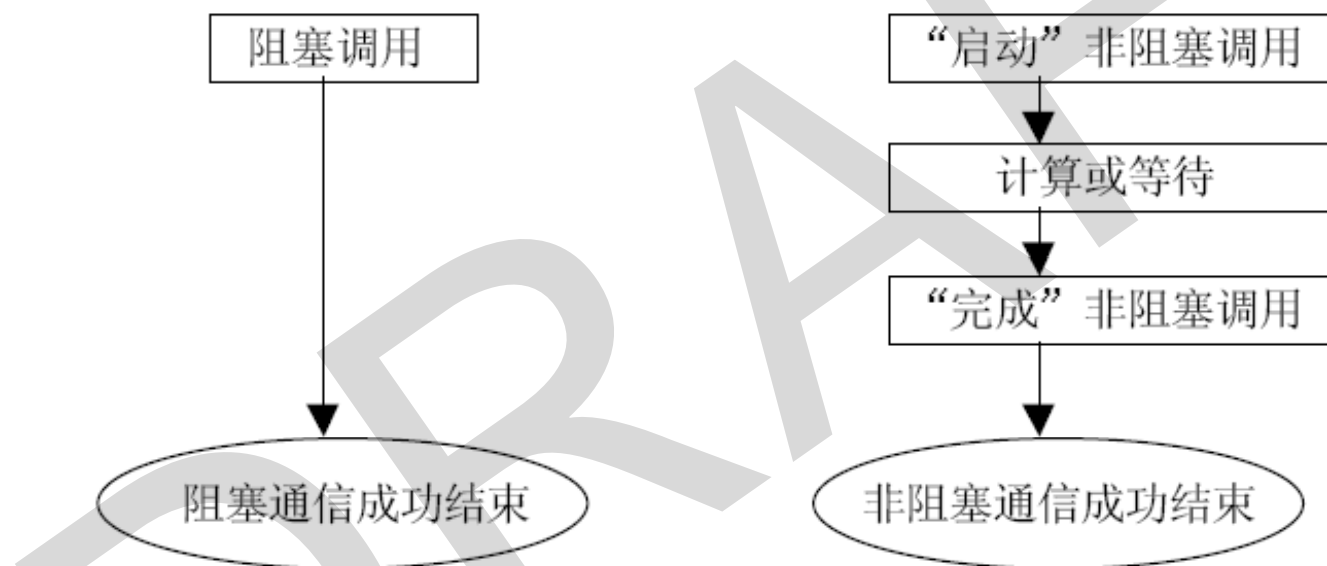 阻塞调用
阻塞通信成功结束
“启动”非阻塞调用
计算或等待
“完成”非阻塞调用
非阻塞通信成功结束
DRAF